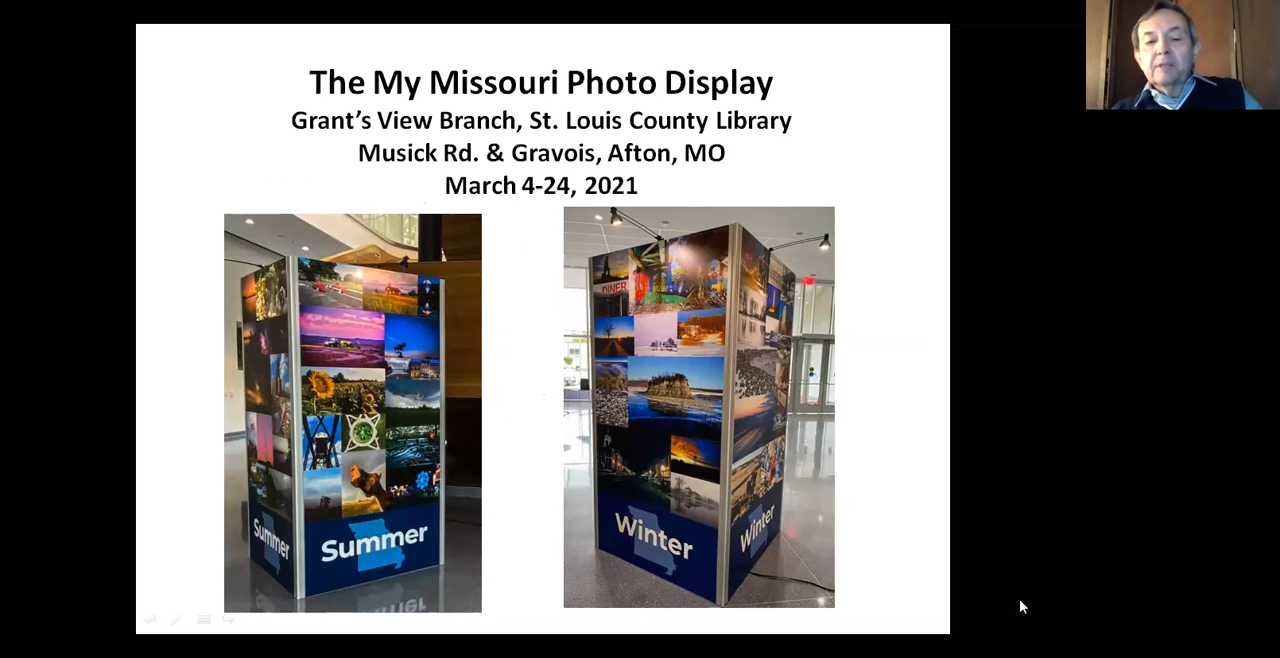 The My Missouri Photo Display
Grant's View Branch, St. Louis County Library
Musick Rd. & Gravois, Afton, MO
March 4-24, 2021
Summer
Summer
DINER
Winter
Winter